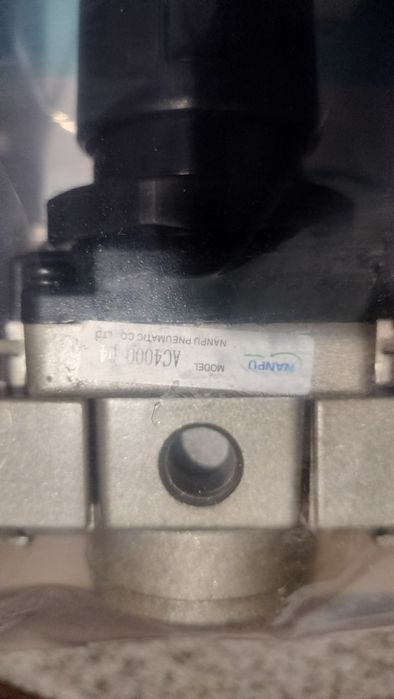 NANPU
MODEL AC4000 04
NANPU PNEUMATIC CO., LTD